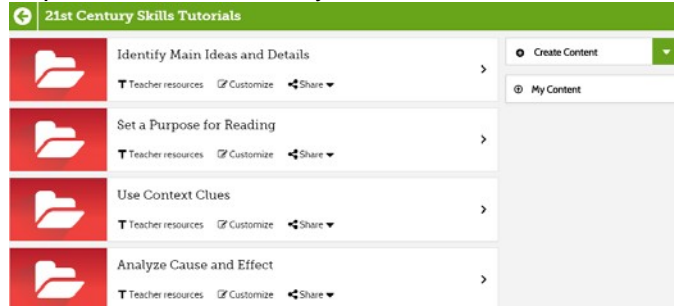 21st Century Skills Tutorials
Identify Main Ideas and Details
Teacher resources Customize Share
Create Content
My Content
Set a Purpose for Reading
Teacher resources Customize Share
Use Context Clues
Teacher resources Customize Share
Analyze Cause and Effect
Teacher resources Customize Share